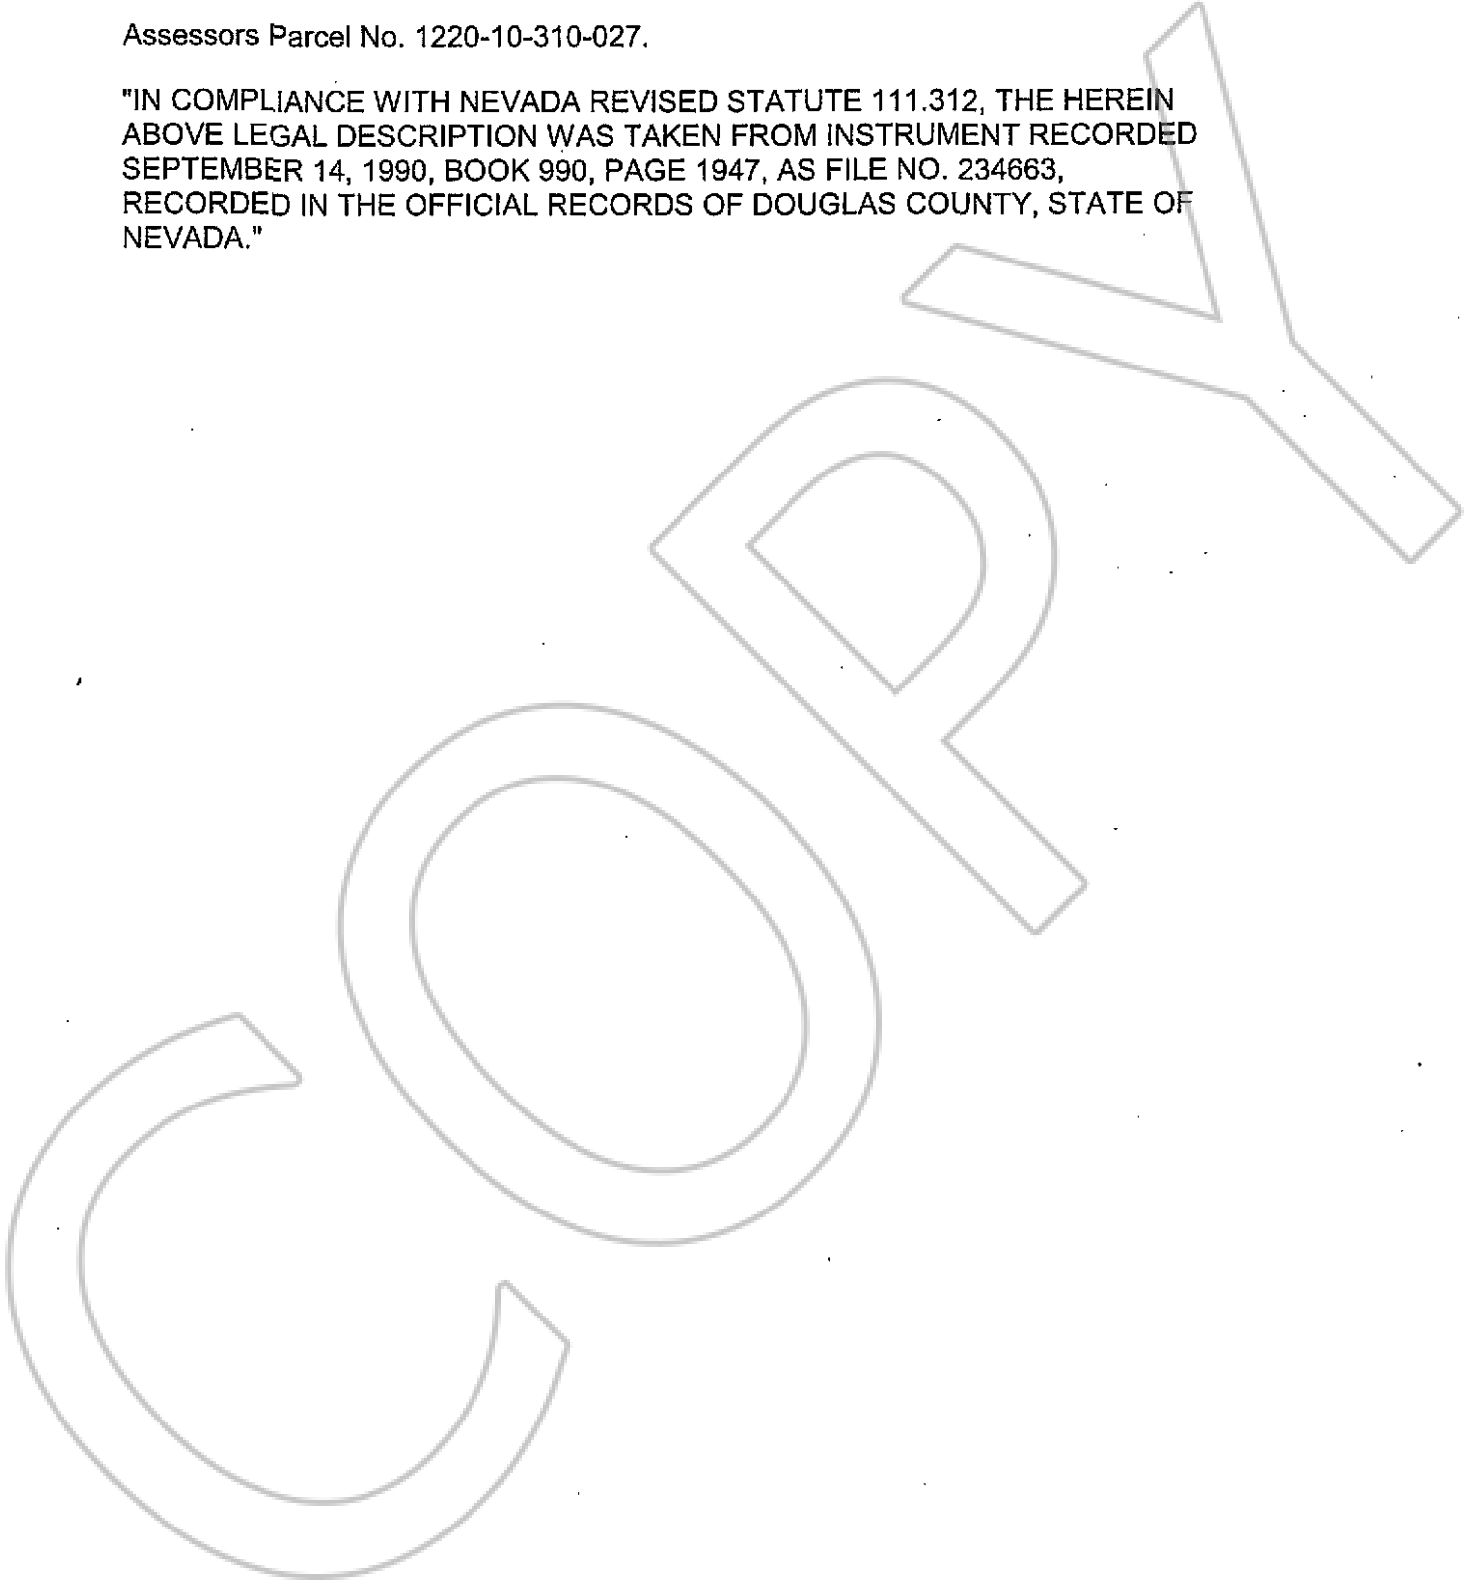 Assessors Parcel No. 1220-10-310-027.
"IN COMPLIANCE WITH NEVADA REVISED STATUTE 111.312, THE HEREIN
ABOVE LEGAL DESCRIPTION WAS TAKEN FROM INSTRUMENT RECORDED
SEPTEMBER 14, 1990, BOOK 990, PAGE 1947, AS FILE NO. 234663,
RECORDED IN THE OFFICIAL RECORDS OF DOUGLAS COUNTY, STATE OF
NEVADA."
COPY